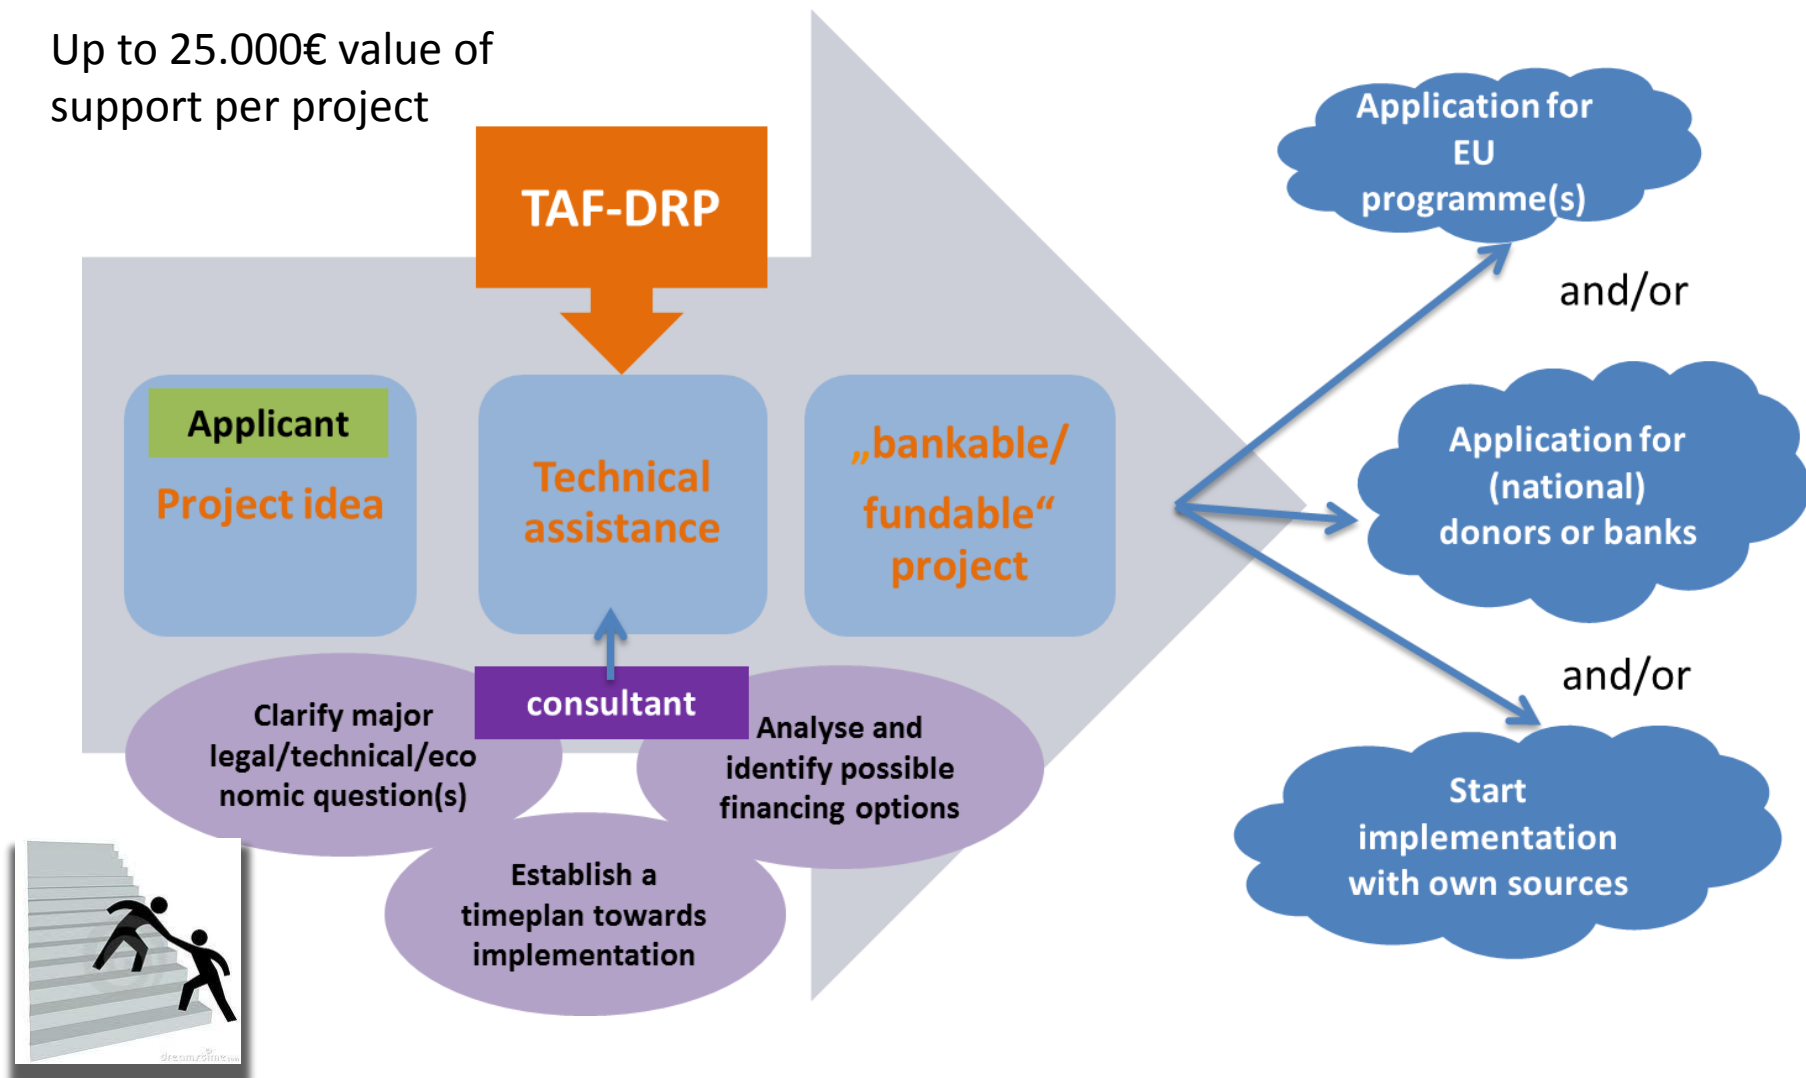 Up to 25.000€ value of
support per project
TAF-DRP
Applicant
Project idea
Technical
assistance
„bankable/
fundable“
project
consultant
Clarify major
legal/technical/eco
nomic question(s)
Analyse and
identify possible
financing options
Establish a
timeplan towards
implementation
Application for
EU
programme(s)
and/or
Application for
(national)
donors or banks
and/or
Start
implementation
with own sources
dreamstime.com